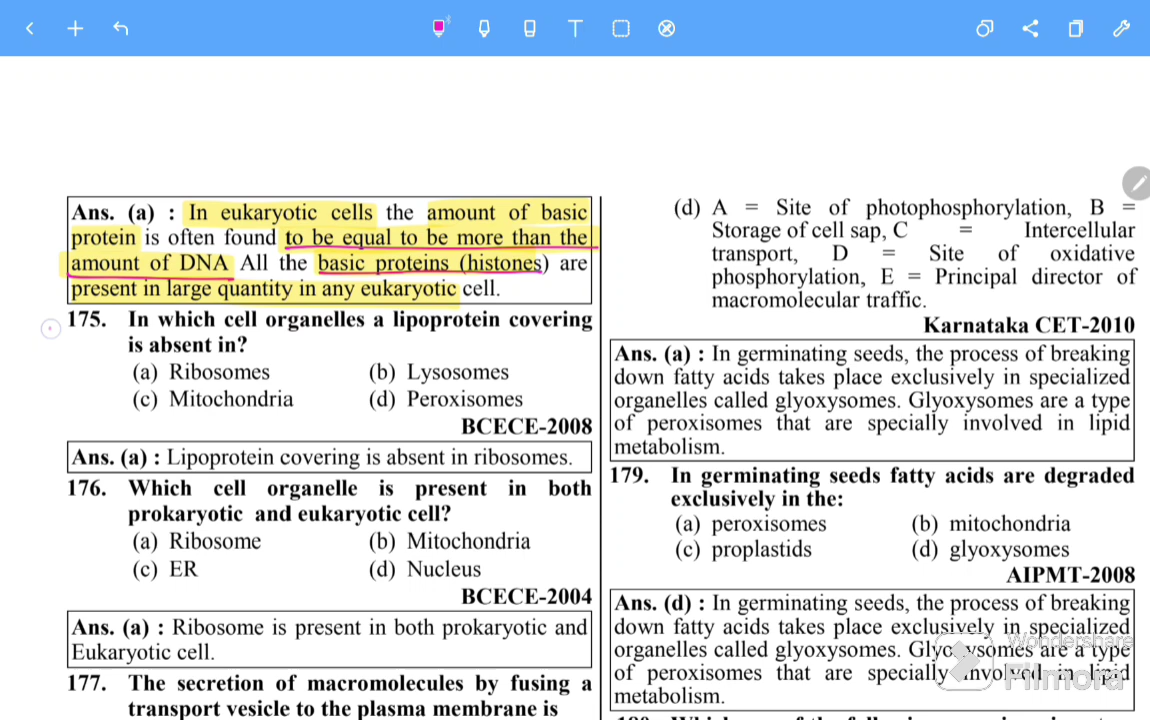 Ans. (a) : In eukaryotic cells the amount of basic
protein is often found to be equal to be more than the
amount of DNA All the basic proteins (histones) are
present in large quantity in any eukaryotic cell.
175. In which cell organelles a lipoprotein covering
is absent in?
(a) Ribosomes (b) Lysosomes
(c) Mitochondria (d) Peroxisomes
BCECE-2008
Ans. (a) : Lipoprotein covering is absent in ribosomes.
176. Which cell organelle is present in both
prokaryotic and eukaryotic cell?
(a) Ribosome (b) Mitochondria
(c) ER (d) Nucleus
BCECE-2004
Ans. (a) : Ribosome is present in both prokaryotic and
Eukaryotic cell.
177. The secretion of macromolecules by fusing a
transport vesicle to the plasma membrane is
(d) A = Site of photophosphorylation, B =
Storage of cell sap, C = Intercellular
transport, D = Site of oxidative
phosphorylation, E = Principal director of
macromolecular traffic.
Karnataka CET-2010
Ans. (a) : In germinating seeds, the process of breaking
down fatty acids takes place exclusively in specialized
organelles called glyoxysomes. Glyoxysomes are a type
of peroxisomes that are specially involved in lipid
metabolism.
179. In germinating seeds fatty acids are degraded
exclusively in the:
(a) peroxisomes (b) mitochondria
(c) proplastids (d) glyoxysomes
AIPMT-2008
Ans. (d) : In germinating seeds, the process of breaking
down fatty acids takes place exclusively in specialized
organelles called glyoxysomes. Glyoxysomes are a type
of peroxisomes that are specially involved in lipid
metabolism.
Wondershare
Filmora